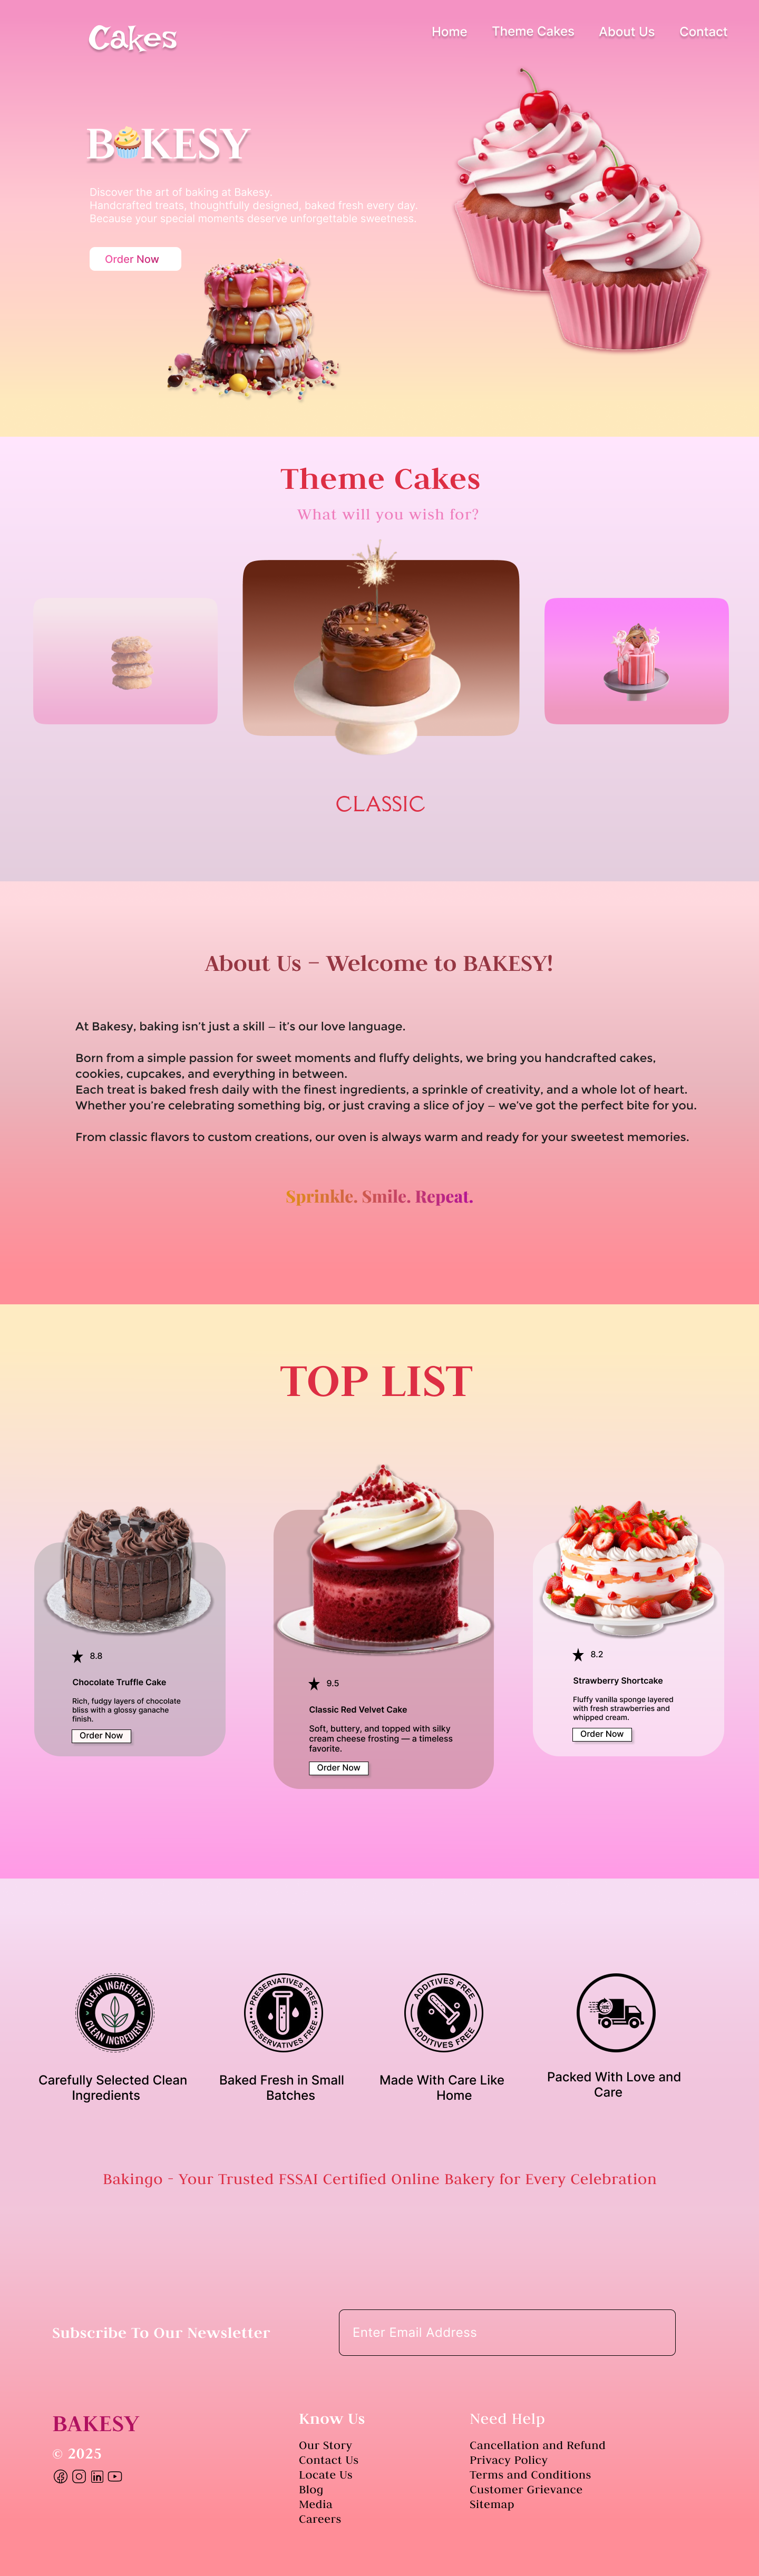 Cakes
Home Theme Cakes About Us Contact
BAKESY
Discover the art of baking at Bakesy.
Handcrafted treats, thoughtfully designed, baked fresh every day.
Because your special moments deserve unforgettable sweetness.
Order Now
Theme Cakes
What will you wish for?
CLASSIC
About Us – Welcome to BAKESY!
At Bakesy, baking isn’t just a skill — it’s our love language.
Born from a simple passion for sweet moments and fluffy delights, we bring you handcrafted cakes,
cookies, cupcakes, and everything in between.
Each treat is baked fresh daily with the finest ingredients, a sprinkle of creativity, and a whole lot of heart.
Whether you’re celebrating something big, or just craving a slice of joy — we’ve got the perfect bite for you.
From classic flavors to custom creations, our oven is always warm and ready for your sweetest memories.
Sprinkle. Smile. Repeat.
TOP LIST
8.8
Chocolate Truffle Cake
Rich, fudgy layers of chocolate
bliss with a glossy ganache
finish.
Order Now
9.5
Classic Red Velvet Cake
Soft, buttery, and topped with silky
cream cheese frosting — a timeless
favorite.
Order Now
8.2
Strawberry Shortcake
Fluffy vanilla sponge layered
with fresh strawberries and
whipped cream.
Order Now
CLEAN INGREDIENT
CLEAN INGREDIENT
Carefully Selected Clean
Ingredients
PRESERVATIVES FREE
PRESERVATIVES FREE
Baked Fresh in Small
Batches
ADDITIVES FREE
ADDITIVES FREE
Made With Care Like
Home
Packed With Love and
Care
Bakingo - Your Trusted FSSAI Certified Online Bakery for Every Celebration
Subscribe To Our Newsletter
Enter Email Address
BAKESY
© 2025
Know Us
Our Story
Contact Us
Locate Us
Blog
Media
Careers
Need Help
Cancellation and Refund
Privacy Policy
Terms and Conditions
Customer Grievance
Sitemap